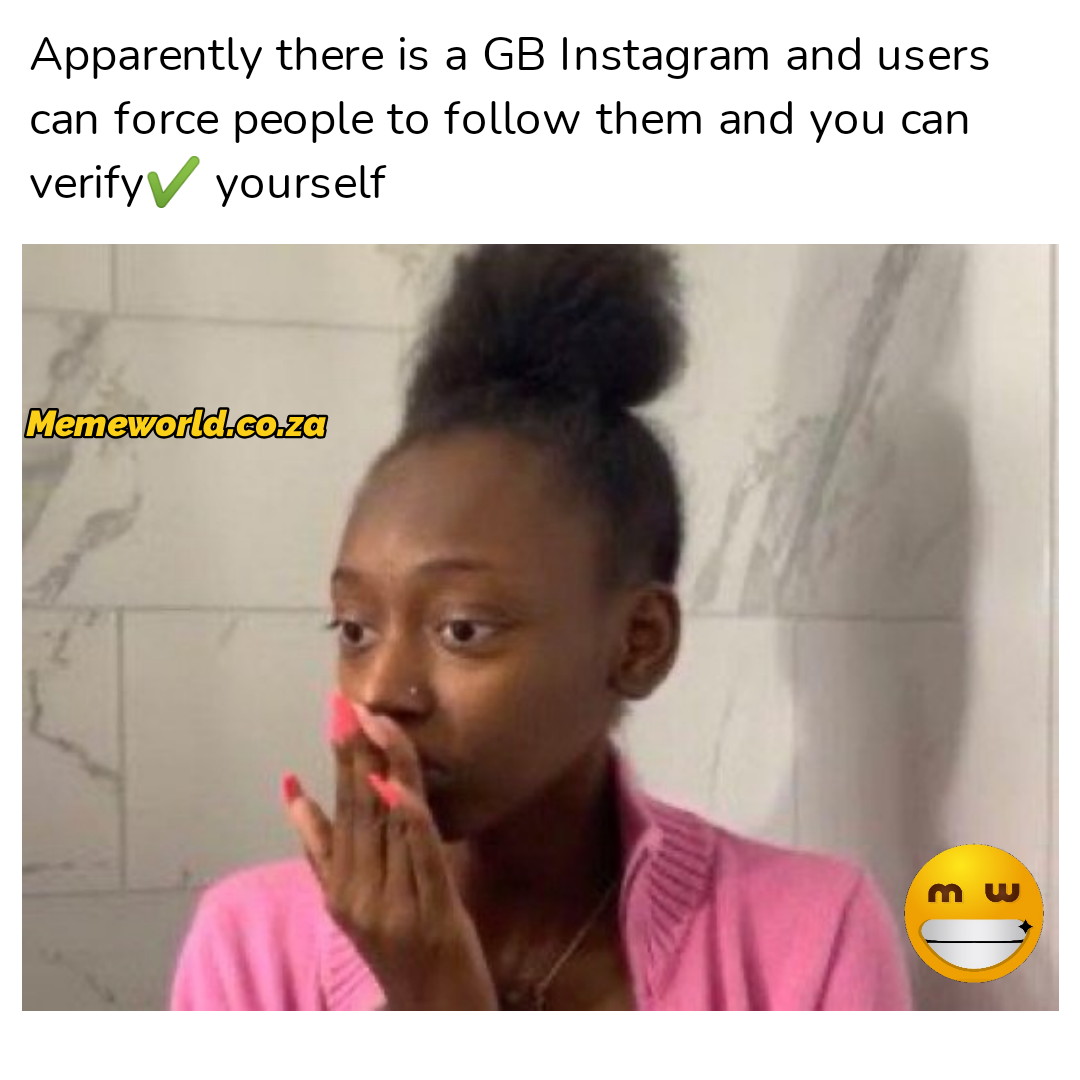 Apparently there is a GB Instagram and users
can force people to follow them and you can
verify✔️ yourself
Memeworld.co.za
m w